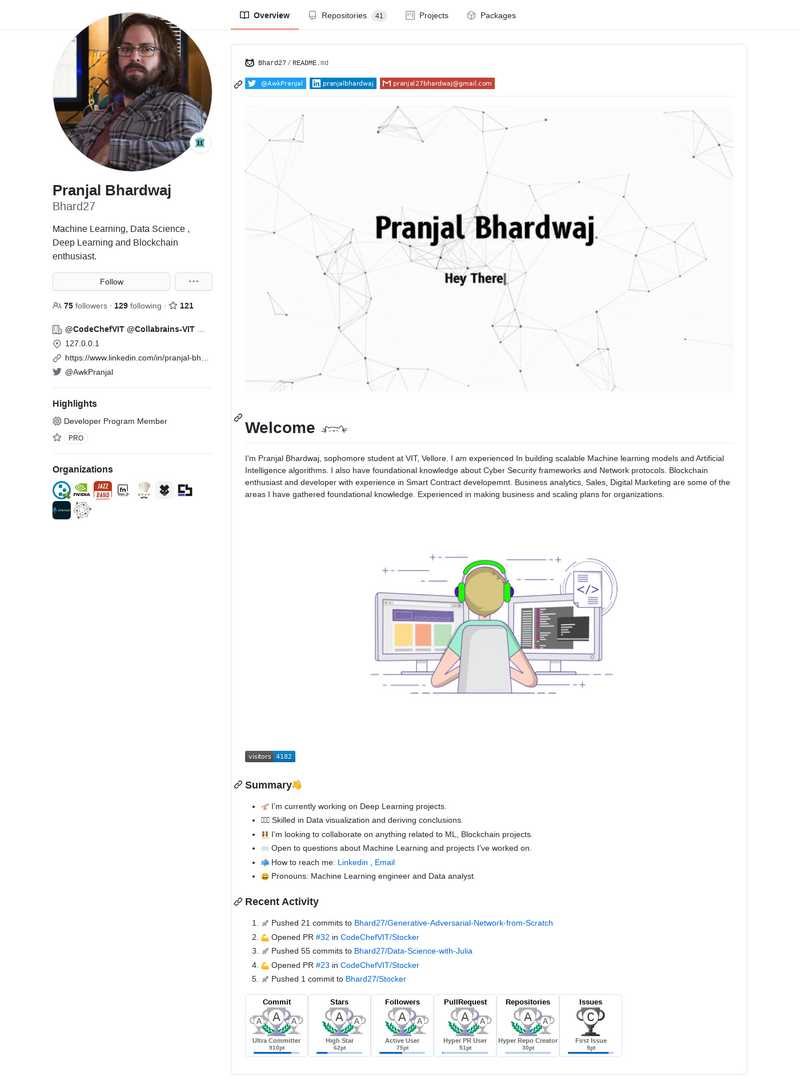 Overview
Repositories 41
Projects
Packages
Pranjal Bhardwaj
Bhard27
Machine Learning, Data Science ,
Deep Learning and Blockchain
enthusiast.
Follow
···
75 followers · 129 following · 121
@CodeChefVIT @Collabrains-VIT ...
127.0.0.1
https://www.linkedin.com/in/pranjal-bh...
@AwkPranjal
Highlights
Developer Program Member
PRO
Organizations
NVIDIA
JAZZ
BAND
Bhard27 / README.md
@AwkPranjal
pranjalbhardwaj
pranjal27bhardwaj@gmail.com
Pranjal Bhardwaj.
Hey There|
Welcome
I'm Pranjal Bhardwaj, sophomore student at VIT, Vellore. I am experienced In building scalable Machine learning models and Artificial
Intelligence algorithms. I also have foundational knowledge about Cyber Security frameworks and Network protocols. Blockchain
enthusiast and developer with experience in Smart Contract developemnt. Business analytics, Sales, Digital Marketing are some of the
areas I have gathered foundational knowledge. Experienced in making business and scaling plans for organizations.
</>
visitors 4182
Summary👋
🚀 I'm currently working on Deep Learning projects.
Skilled in Data visualization and deriving conclusions.
👯 I'm looking to collaborate on anything related to ML, Blockchain projects.
Open to questions about Machine Learning and projects I've worked on.
How to reach me: Linkedin , Email
😄 Pronouns: Machine Learning engineer and Data analyst.
Recent Activity
1. 🚀 Pushed 21 commits to Bhard27/Generative-Adversarial-Network-from-Scratch
2. 💪 Opened PR #32 in CodeChefVIT/Stocker
3. 🚀 Pushed 55 commits to Bhard27/Data-Science-with-Julia
4. 💪 Opened PR #23 in CodeChefVIT/Stocker
5. 🚀 Pushed 1 commit to Bhard27/Stocker
Commit
A A A
Ultra Committer
910pt
Stars
A
High Star
62pt
Followers
A
Active User
75pt
PullRequest
A
Hyper PR User
51pt
Repositories
A A A
Hyper Repo Creator
30pt
Issues
C
First Issue
9pt